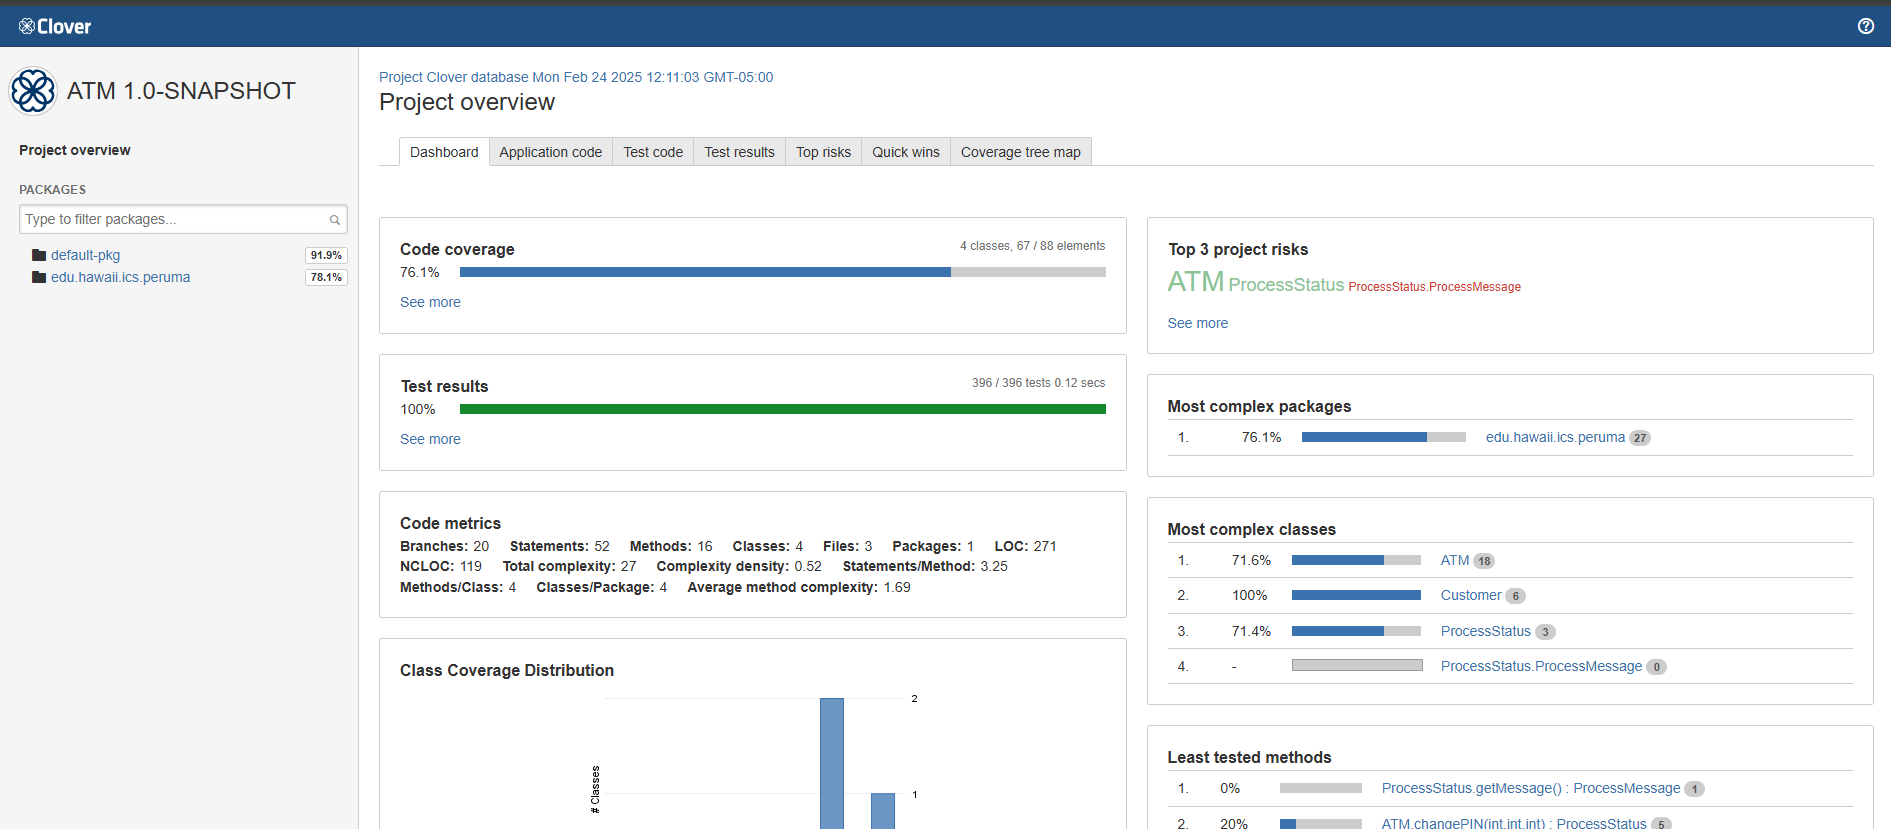 Clover
ATM 1.0-SNAPSHOT
Project overview
PACKAGES
Type to filter packages...
default-pkg 91.9%
edu.hawaii.ics.peruma 78.1%
Project Clover database Mon Feb 24 2025 12:11:03 GMT-05:00
Project overview
Dashboard Application code Test code Test results Top risks Quick wins Coverage tree map
Code coverage 4 classes, 67 / 88 elements
76.1%
See more
Test results 396 / 396 tests 0.12 secs
100%
See more
Code metrics
Branches: 20 Statements: 52 Methods: 16 Classes: 4 Files: 3 Packages: 1 LOC: 271
NCLOC: 119 Total complexity: 27 Complexity density: 0.52 Statements/Method: 3.25
Methods/Class: 4 Classes/Package: 4 Average method complexity: 1.69
Class Coverage Distribution
2
1
# Classes
Top 3 project risks
ATM ProcessStatus ProcessStatus.ProcessMessage
See more
Most complex packages
1. 76.1% edu.hawaii.ics.peruma 27
Most complex classes
1. 71.6% ATM 18
2. 100% Customer 6
3. 71.4% ProcessStatus 3
4. - ProcessStatus.ProcessMessage 0
Least tested methods
1. 0% ProcessStatus.getMessage() : ProcessMessage 1
2. 20% ATM.changePIN(int,int,int) : ProcessStatus 5